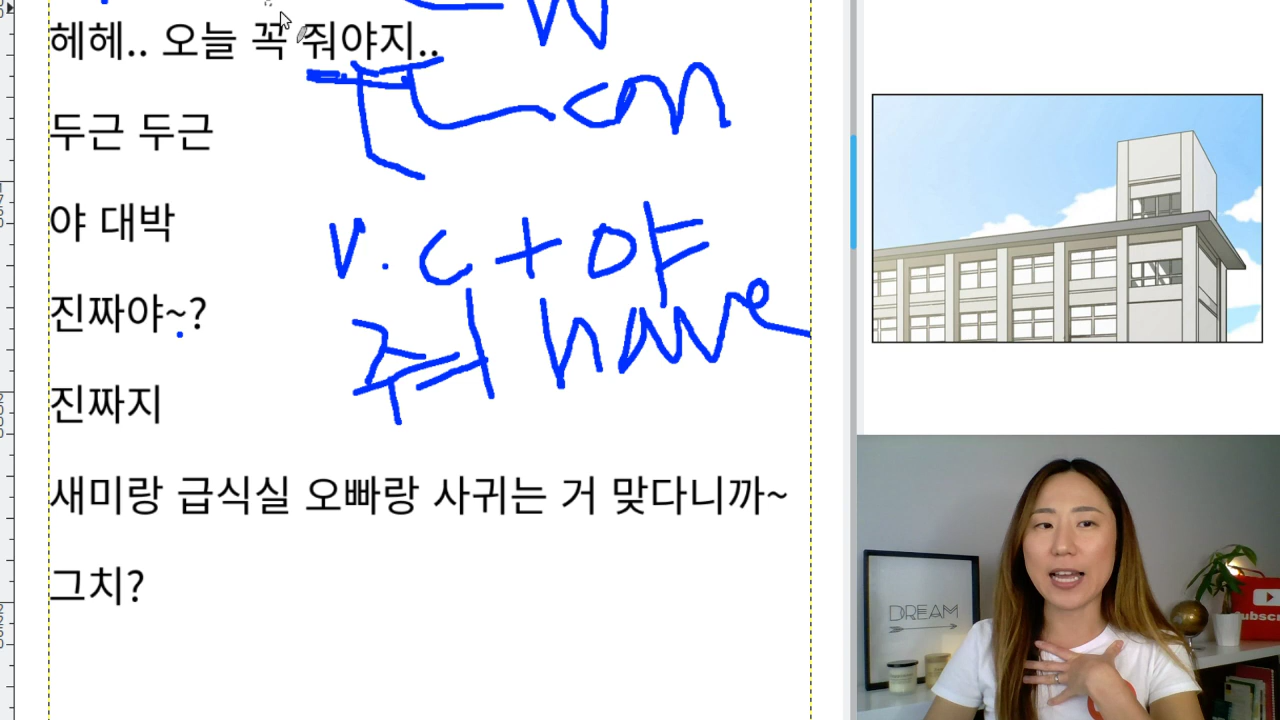 헤헤.. 오늘 꼭 줘야지..
con
두근 두근
야 대박
v.c + 야
have
줘
진짜야~?
진짜지
새미랑 급식실 오빠랑 사귀는 거 맞다니까~
그치?
DREAM